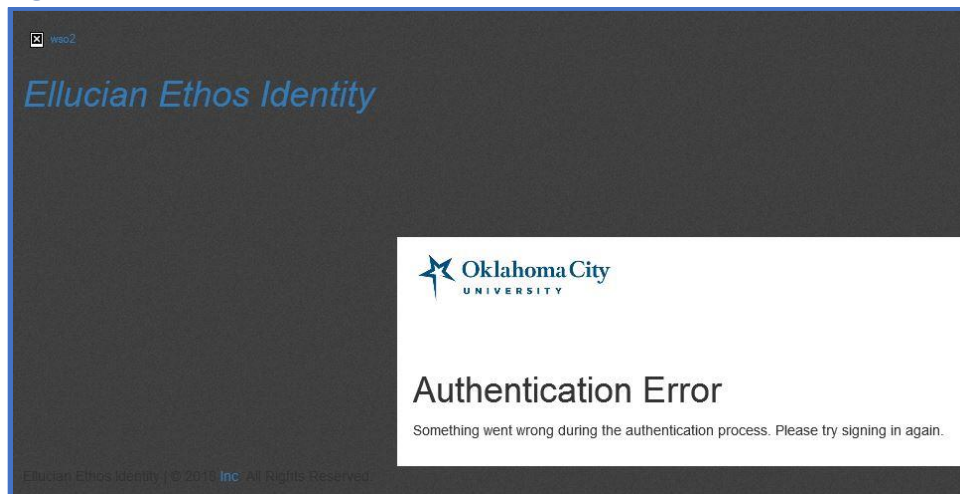 wso2
Ellucian Ethos Identity
Oklahoma City
UNIVERSITY
Authentication Error
Something went wrong during the authentication process. Please try signing in again.
Ellucian Ethos Identity | © 2015 Inc. All Rights Reserved.